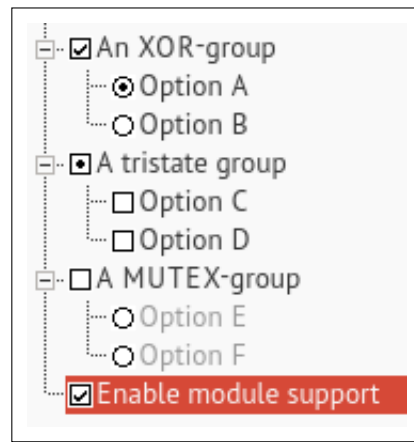 An XOR-group
Option A
Option B
A tristate group
Option C
Option D
A MUTEX-group
Option E
Option F
Enable module support